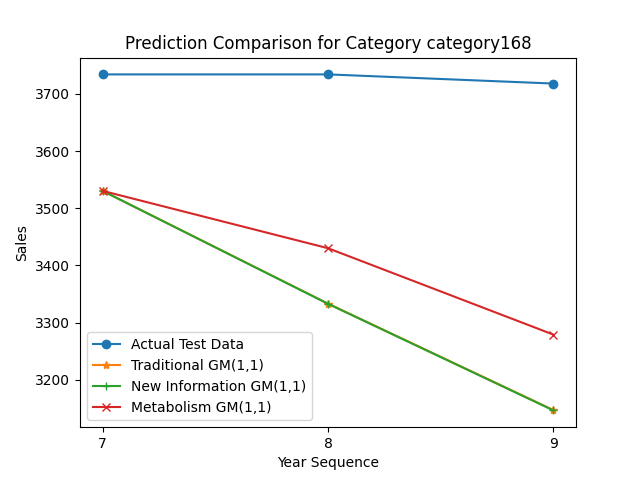 Prediction Comparison for Category category168
Sales
3700
3600
3500
3400
3300
3200
Actual Test Data
Traditional GM(1,1)
New Information GM(1,1)
Metabolism GM(1,1)
7
8
9
Year Sequence